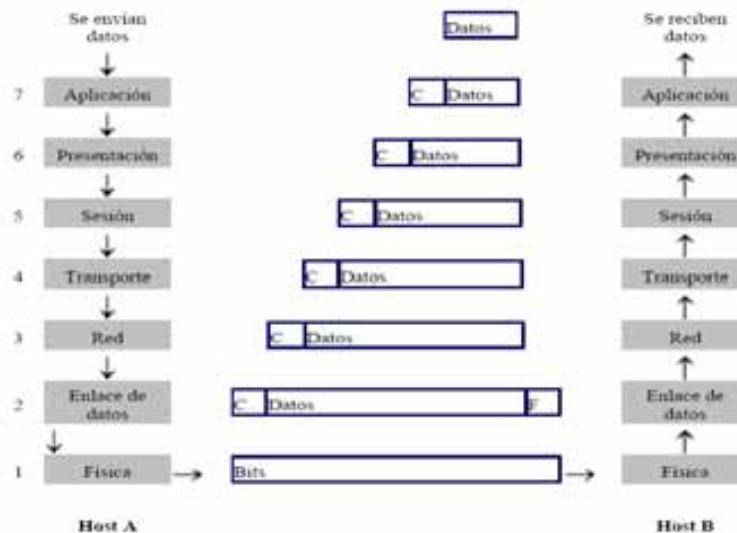 Se envían
datos
Datos
Se reciben
datos
7 Aplicación C Datos Aplicación
6 Presentación C Datos Presentación
5 Sesión C Datos Sesión
4 Transporte C Datos Transporte
3 Red C Datos Red
2 Enlace de
datos
C Datos F
Enlace de
datos
1 Física Bits Física
Host A
Host B